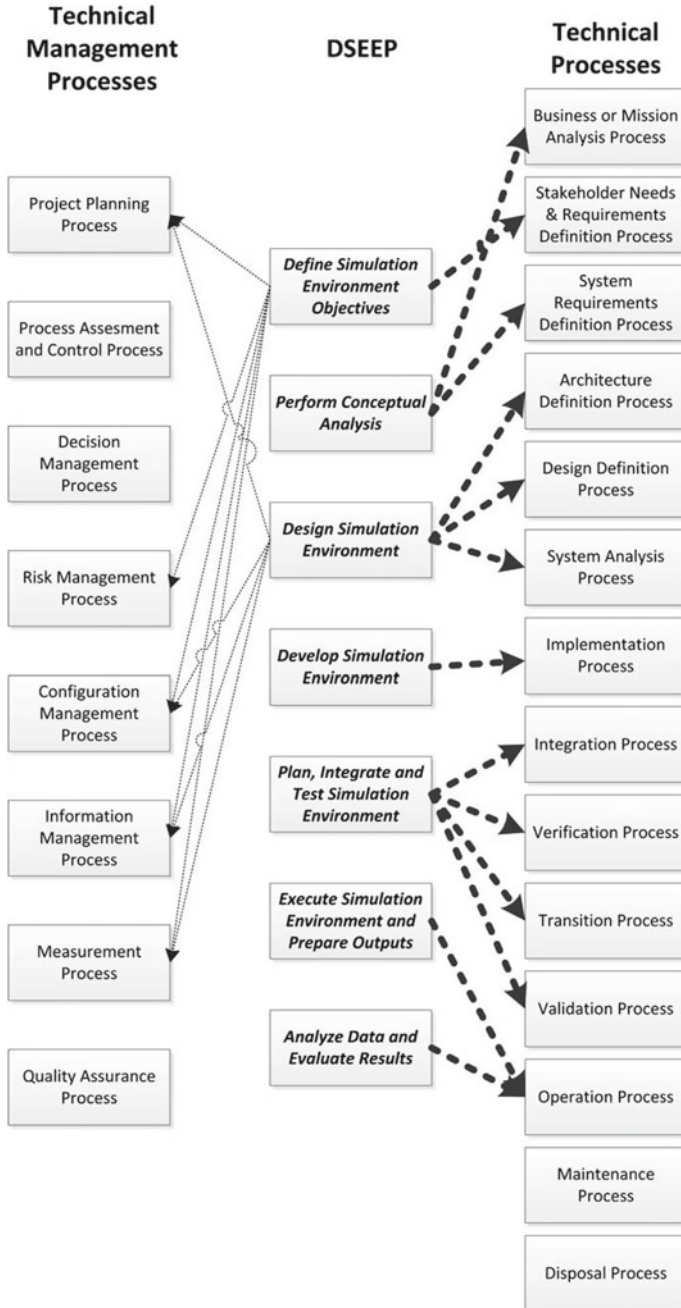 Technical
Management
Processes
Project Planning
Process
Process Assesment
and Control Process
Decision
Management
Process
Risk Management
Process
Configuration
Management
Process
Information
Management
Process
Measurement
Process
Quality Assurance
Process
DSEEP
Define Simulation
Environment
Objectives
Perform Conceptual
Analysis
Design Simulation
Environment
Develop Simulation
Environment
Plan, Integrate and
Test Simulation
Environment
Execute Simulation
Environment and
Prepare Outputs
Analyze Data and
Evaluate Results
Technical
Processes
Business or Mission
Analysis Process
Stakeholder Needs
& Requirements
Definition Process
System
Requirements
Definition Process
Architecture
Definition Process
Design Definition
Process
System Analysis
Process
Implementation
Process
Integration Process
Verification Process
Transition Process
Validation Process
Operation Process
Maintenance
Process
Disposal Process